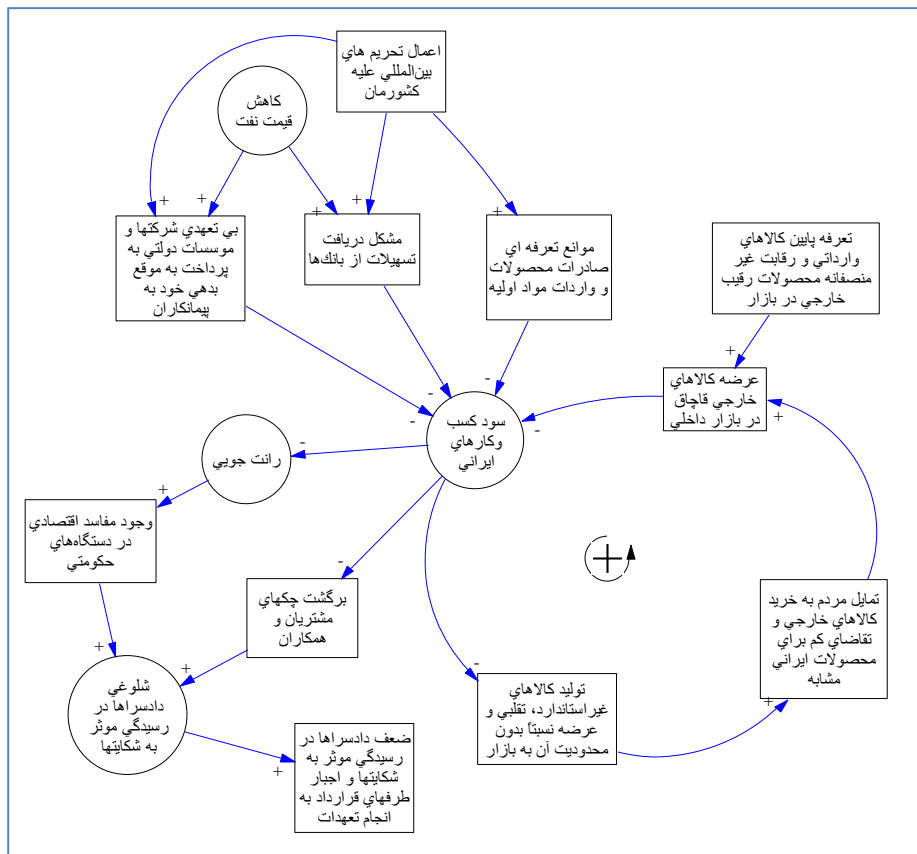 اعمال تحريم هاي
بين‌المللي عليه
كشورمان
كاهش
قيمت نفت
+
+
+
+
+
بي تعهدي شركتها و
موسسات دولتي به
پرداخت به موقع
بدهي خود به
پيمانكاران
مشكل دريافت
تسهيلات از بانك‌ها
موانع تعرفه اي
صادرات محصولات
و واردات مواد اوليه
تعرفه پايين كالاهاي
وارداتي و رقابت غير
منصفانه محصولات رقيب
خارجي در بازار
+
عرضه كالاهاي
خارجي قاچاق
در بازار داخلي
+
-
-
-
-
سود كسب
وكارهاي
ايراني
-
رانت جويي
+
وجود مفاسد اقتصادي
در دستگاه‌هاي
حكومتي
-
برگشت چكهاي
مشتريان و
همكاران
+
تمايل مردم به خريد
كالاهاي خارجي و
تقاضاي كم براي
محصولات ايراني
مشابه
+
+
+
شلوغي
دادسراها در
رسيدگي موثر
به شكايتها
-
توليد كالاهاي
غيراستاندارد، تقلبي و
عرضه نسبتاً بدون
محدوديت آن به بازار
+
ضعف دادسراها در
رسيدگي موثر به
شكايتها و اجبار
طرفهاي قرارداد به
انجام تعهدات